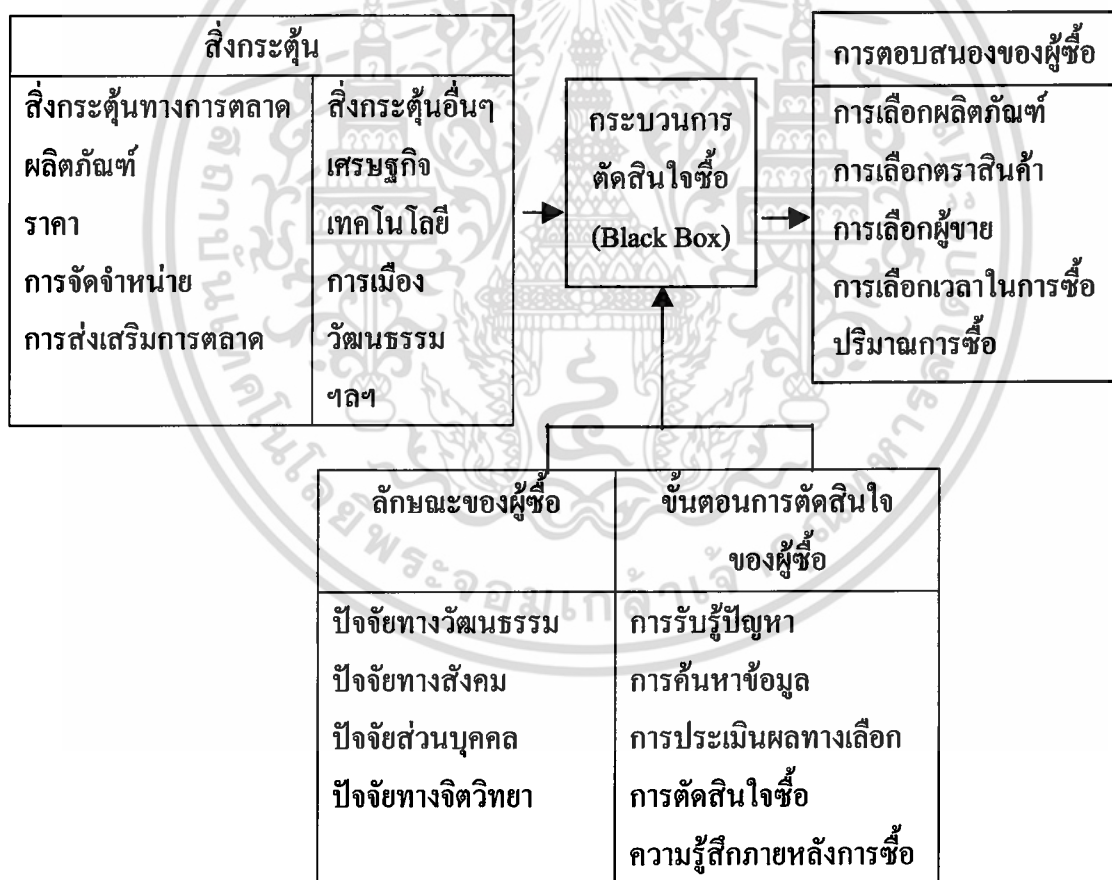 สิ่งกระตุ้น
สิ่งกระตุ้นทางการตลาด
ผลิตภัณฑ์
ราคา
การจัดจำหน่าย
การส่งเสริมการตลาด
สิ่งกระตุ้นอื่นๆ
เศรษฐกิจ
เทคโนโลยี
การเมือง
วัฒนธรรม
ฯลฯ
กระบวนการ
ตัดสินใจซื้อ
(Black Box)
การตอบสนองของผู้ซื้อ
การเลือกผลิตภัณฑ์
การเลือกตราสินค้า
การเลือกผู้ขาย
การเลือกเวลาในการซื้อ
ปริมาณการซื้อ
ลักษณะของผู้ซื้อ
ปัจจัยทางวัฒนธรรม
ปัจจัยทางสังคม
ปัจจัยส่วนบุคคล
ปัจจัยทางจิตวิทยา
ขั้นตอนการตัดสินใจ
ของผู้ซื้อ
การรับรู้ปัญหา
การค้นหาข้อมูล
การประเมินผลทางเลือก
การตัดสินใจซื้อ
ความรู้สึกภายหลังการซื้อ